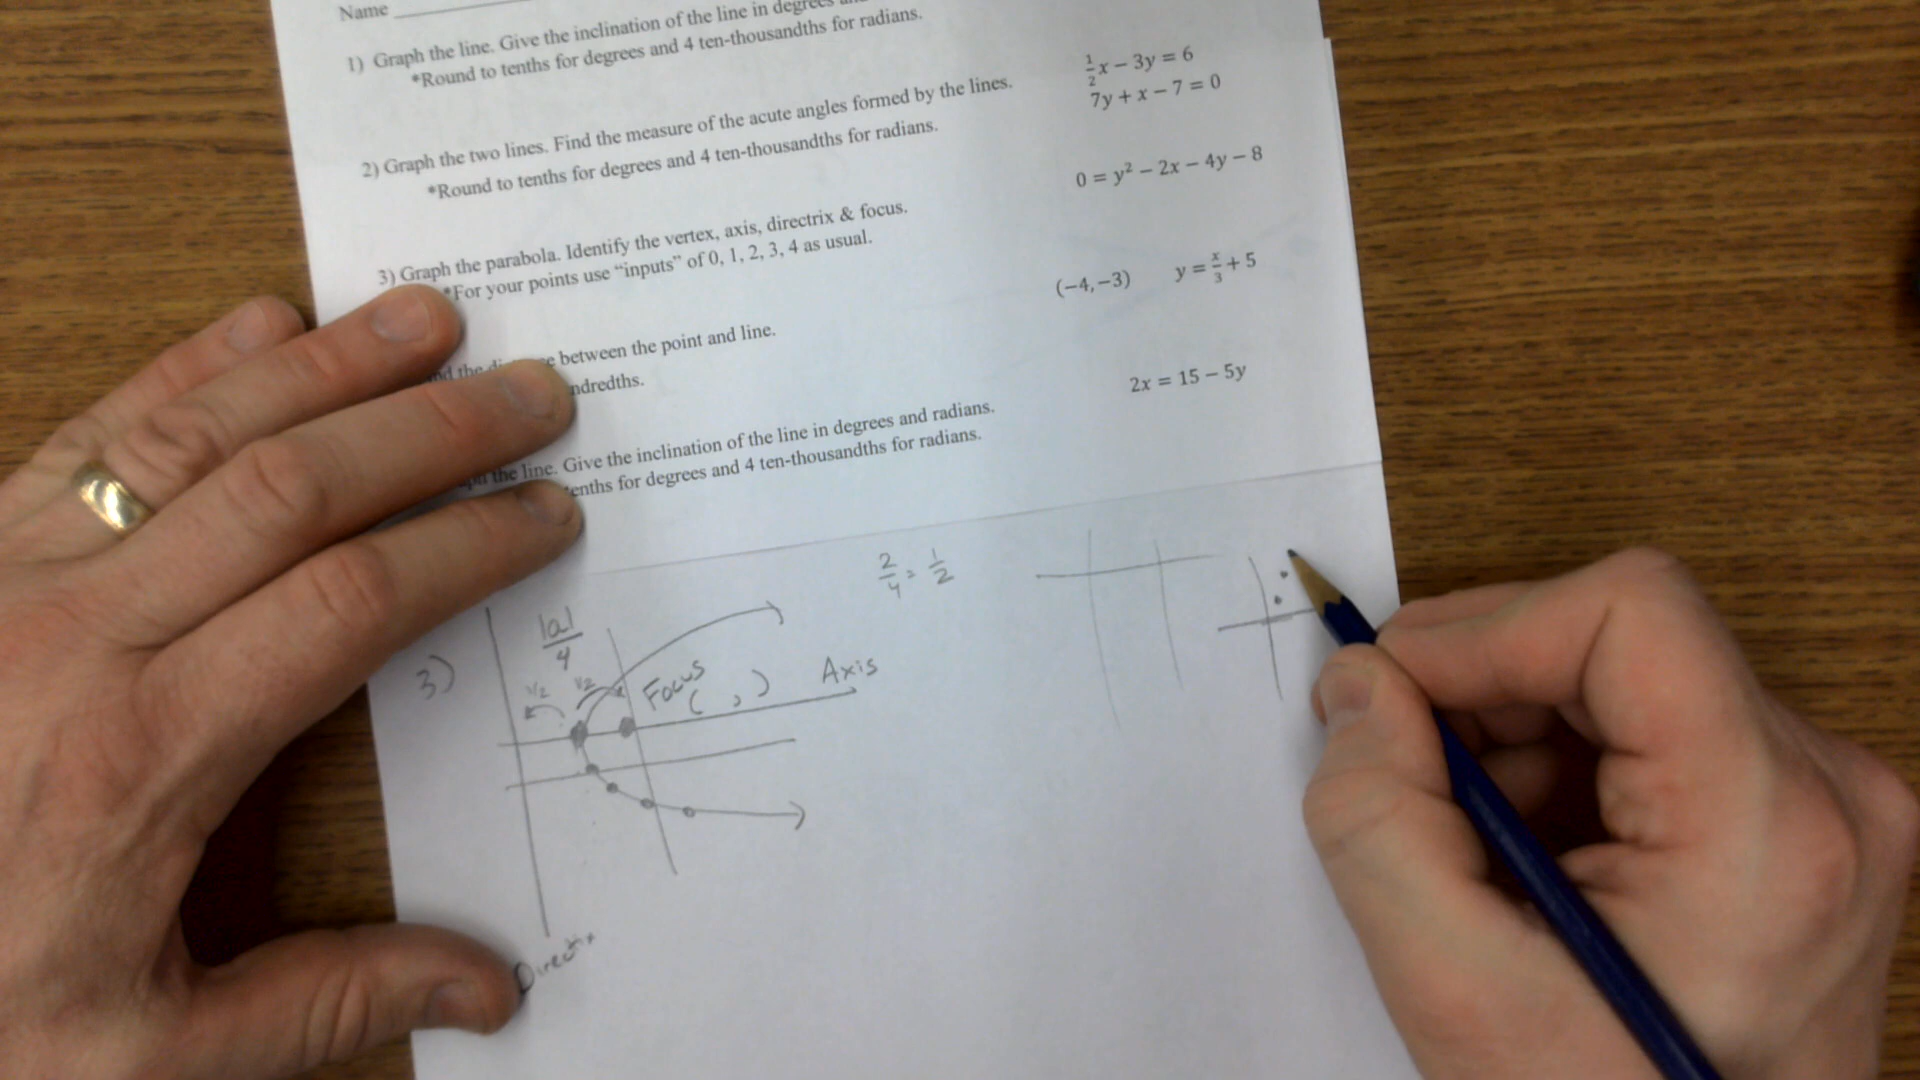 Name
1) Graph the line. Give the inclination of the line in degrees
*Round to tenths for degrees and 4 ten-thousandths for radians.
½x − 3y = 6
7y + x − 7 = 0
2) Graph the two lines. Find the measure of the acute angles formed by the lines.
*Round to tenths for degrees and 4 ten-thousandths for radians.
0 = y² − 2x − 4y − 8
3) Graph the parabola. Identify the vertex, axis, directrix & focus.
*For your points use “inputs” of 0, 1, 2, 3, 4 as usual.
(−4,−3) y = x/3 + 5
the between the point and line.
2x = 15 − 5y
the line. Give the inclination of the line in degrees and radians.
for degrees and 4 ten-thousandths for radians.
2/4 = 1/2
3)
|a|/4
1/2 1/2
Focus
( , )
Axis
Directrix